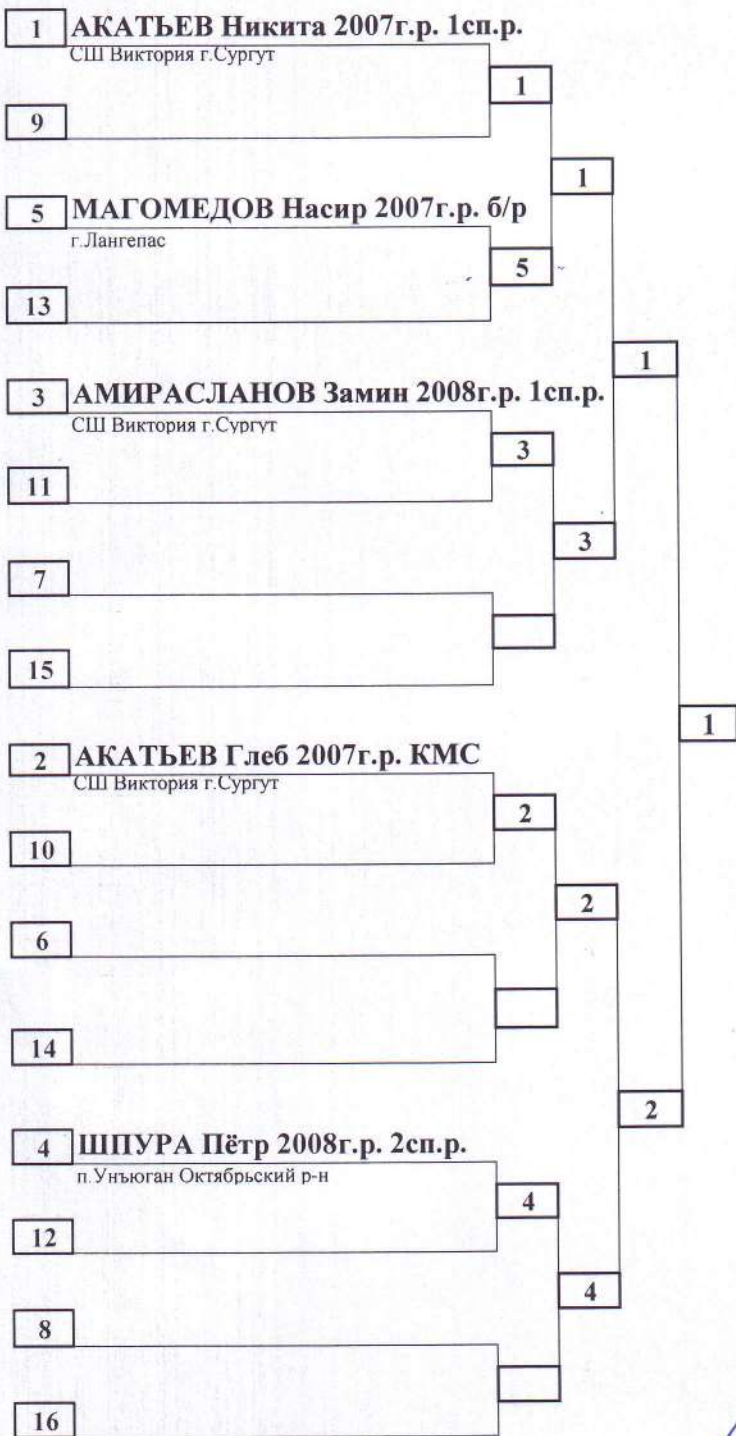 1 АКАТЬЕВ Никита 2007г.р. 1сп.р.
СШ Виктория г.Сургут
1
9
1
5 МАГОМЕДОВ Насир 2007г.р. б/р
г.Лангепас
5
13
1
3 АМИРАСЛАНОВ Замин 2008г.р. 1сп.р.
СШ Виктория г.Сургут
3
11
3
7
15
1
2 АКАТЬЕВ Глеб 2007г.р. КМС
СШ Виктория г.Сургут
2
10
2
6
14
2
4 ШПУРА Пётр 2008г.р. 2сп.р.
п.Унъюган Октябрьский р-н
4
12
4
8
16